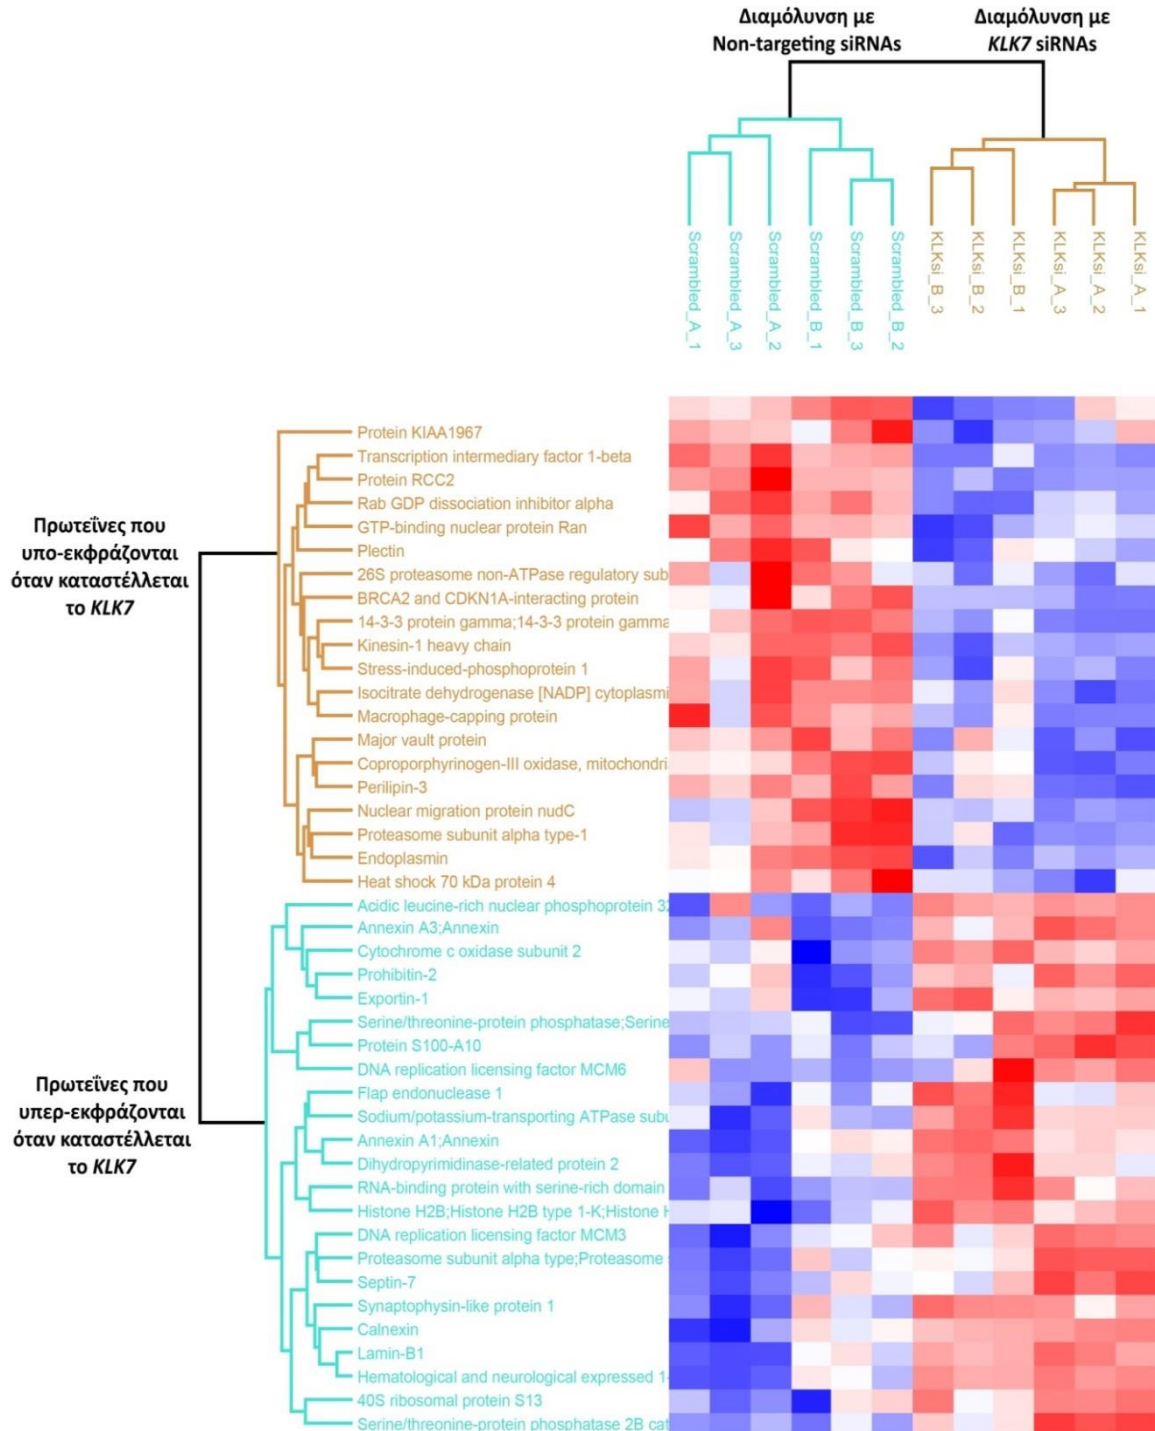 Διαμόλυνση με
Non-targeting siRNAs
Διαμόλυνση με
KLK7 siRNAs
Scrambled_A_1
Scrambled_A_3
Scrambled_A_2
Scrambled_B_1
Scrambled_B_3
Scrambled_B_2
KLKsi_B_3
KLKsi_B_2
KLKsi_B_1
KLKsi_A_3
KLKsi_A_2
KLKsi_A_1
Πρωτεΐνες που
υπο-εκφράζονται
όταν καταστέλλεται
το KLK7
Protein KIAA1967
Transcription intermediary factor 1-beta
Protein RCC2
Rab GDP dissociation inhibitor alpha
GTP-binding nuclear protein Ran
Plectin
26S proteasome non-ATPase regulatory sub
BRCA2 and CDKN1A-interacting protein
14-3-3 protein gamma;14-3-3 protein gamma
Kinesin-1 heavy chain
Stress-induced-phosphoprotein 1
Isocitrate dehydrogenase [NADP] cytoplasmi
Macrophage-capping protein
Major vault protein
Coproporphyrinogen-III oxidase, mitochondri
Perilipin-3
Nuclear migration protein nudC
Proteasome subunit alpha type-1
Endoplasmin
Heat shock 70 kDa protein 4
Πρωτεΐνες που
υπερ-εκφράζονται
όταν καταστέλλεται
το KLK7
Acidic leucine-rich nuclear phosphoprotein 32
Annexin A3;Annexin
Cytochrome c oxidase subunit 2
Prohibitin-2
Exportin-1
Serine/threonine-protein phosphatase;Serine
Protein S100-A10
DNA replication licensing factor MCM6
Flap endonuclease 1
Sodium/potassium-transporting ATPase subu
Annexin A1;Annexin
Dihydropyrimidinase-related protein 2
RNA-binding protein with serine-rich domain
Histone H2B;Histone H2B type 1-K;Histone H
DNA replication licensing factor MCM3
Proteasome subunit alpha type;Proteasome s
Septin-7
Synaptophysin-like protein 1
Calnexin
Lamin-B1
Hematological and neurological expressed 1-
40S ribosomal protein S13
Serine/threonine-protein phosphatase 2B cat